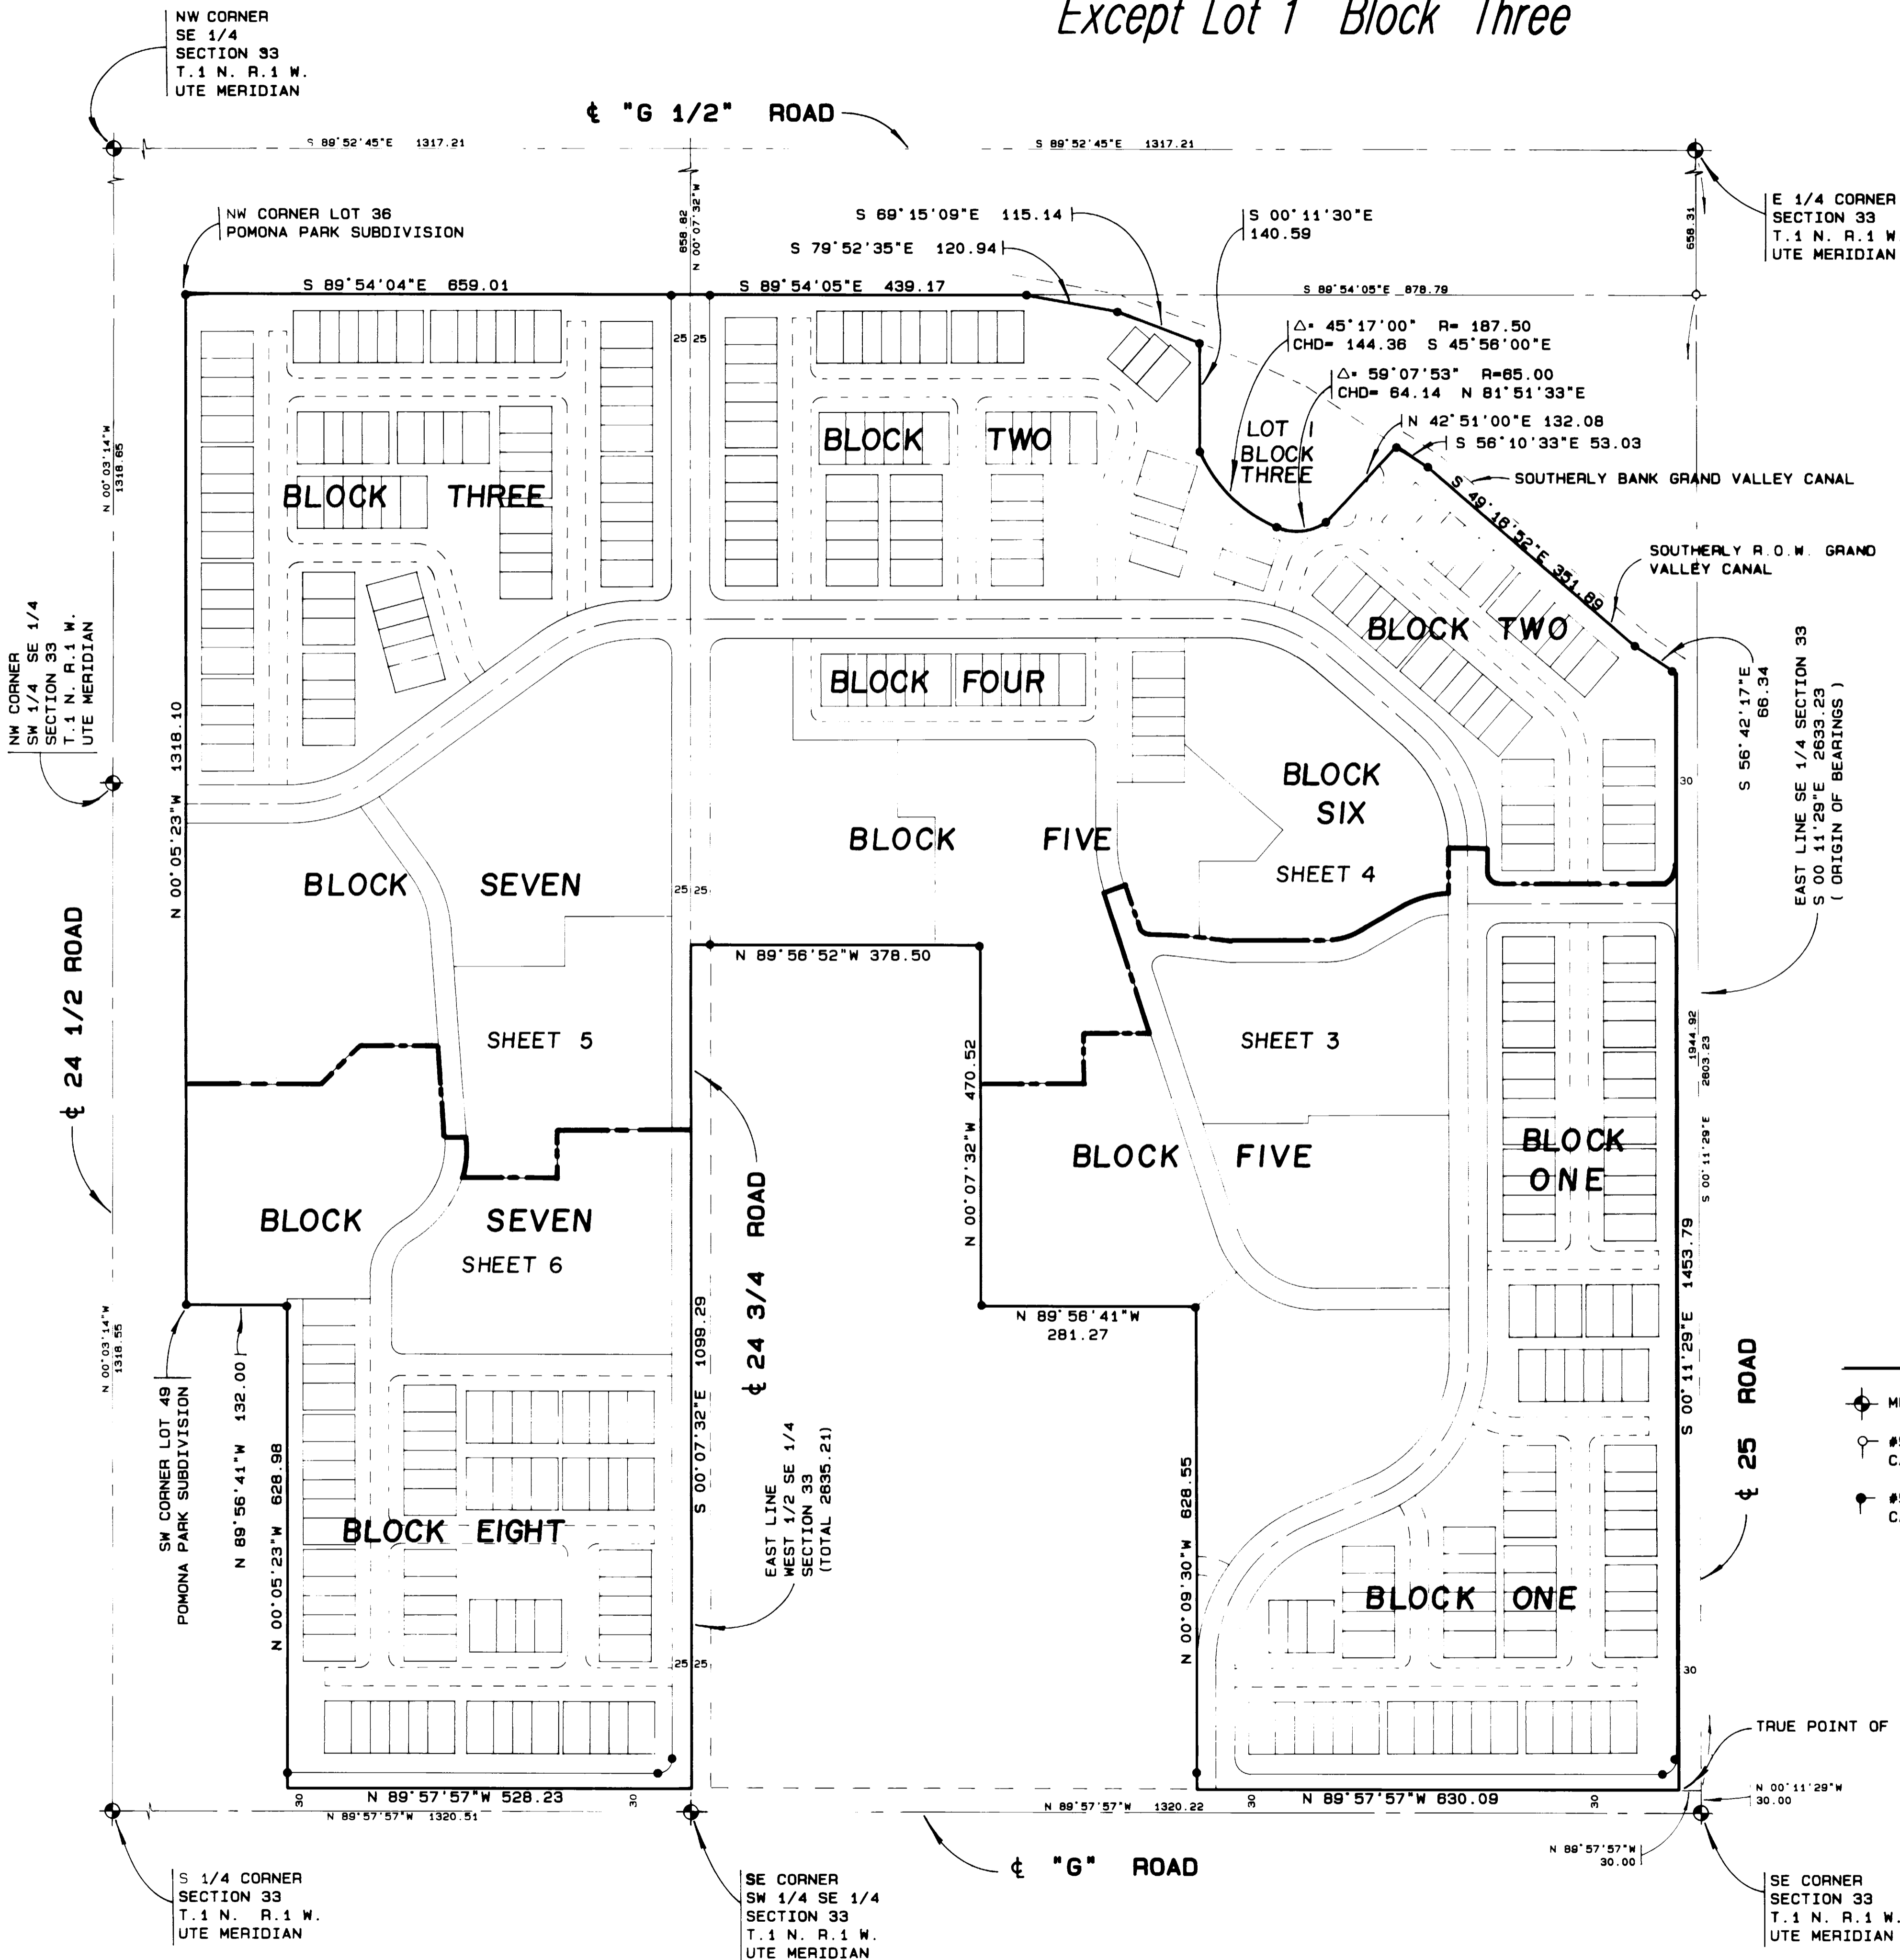 Except Lot 1 Block Three
NW CORNER
SE 1/4
SECTION 33
T.1 N. R.1 W.
UTE MERIDIAN
℄ "G 1/2" ROAD
S 89°52'45"E 1317.21
S 89°52'45"E 1317.21
E 1/4 CORNER
SECTION 33
T.1 N. R.1 W
UTE MERIDIAN
NW CORNER LOT 36
POMONA PARK SUBDIVISION
658.82
N 00°07'32"W
S 69°15'09"E 115.14
S 79°52'35"E 120.94
S 00°11'30"E
140.59
658.31
S 89°54'04"E 659.01
S 89°54'05"E 439.17
S 89°54'05"E 878.79
25 25
Δ= 45°17'00" R= 187.50
CHD= 144.36 S 45°56'00"E
Δ= 59°07'53" R=65.00
CHD= 64.14 N 81°51'33"E
N 42°51'00"E 132.08
S 56°10'33"E 53.03
SOUTHERLY BANK GRAND VALLEY CANAL
S 49°18'52"E 351.89
SOUTHERLY R.O.W. GRAND
VALLEY CANAL
LOT 1
BLOCK
THREE
BLOCK TWO
BLOCK THREE
N 00°03'14"W
1318.65
NW CORNER
SW 1/4 SE 1/4
SECTION 33
T.1 N. R.1 W.
UTE MERIDIAN
BLOCK TWO
BLOCK FOUR
S 56°42'17"E
66.34
EAST LINE SE 1/4 SECTION 33
S 00 11'29"E 2633.23
( ORIGIN OF BEARINGS )
N 00°05'23"W 1318.10
BLOCK
SIX
SHEET 4
30
BLOCK FIVE
BLOCK SEVEN
25 25
℄ 24 1/2 ROAD
N 89°56'52"W 378.50
SHEET 5
SHEET 3
N 00°07'32"W 470.52
1944.92
2603.23
S 00°11'29"E
BLOCK FIVE
BLOCK
ONE
BLOCK SEVEN
SHEET 6
℄ 24 3/4 ROAD
S 00°07'32"E 1099.29
N 89°56'41"W
281.27
S 00°11'29"E 1453.79
N 00°03'14"W
1318.55
SW CORNER LOT 49
POMONA PARK SUBDIVISION
N 89°56'41"W 132.00
N 00°05'23"W 628.98
EAST LINE
WEST 1/2 SE 1/4
SECTION 33
(TOTAL 2635.21)
BLOCK EIGHT
N 00°09'30"W 628.55
BLOCK ONE
℄ 25 ROAD
25 25
30
TRUE POINT OF
N 00°11'29"W
30.00
N 89°57'57"W 528.23
30
30
N 89°57'57"W 1320.51
N 89°57'57"W 1320.22
30
N 89°57'57"W 630.09
30
N 89°57'57"W
30.00
℄ "G" ROAD
S 1/4 CORNER
SECTION 33
T.1 N. R.1 W.
UTE MERIDIAN
SE CORNER
SW 1/4 SE 1/4
SECTION 33
T.1 N. R.1 W.
UTE MERIDIAN
SE CORNER
SECTION 33
T.1 N. R.1 W.
UTE MERIDIAN